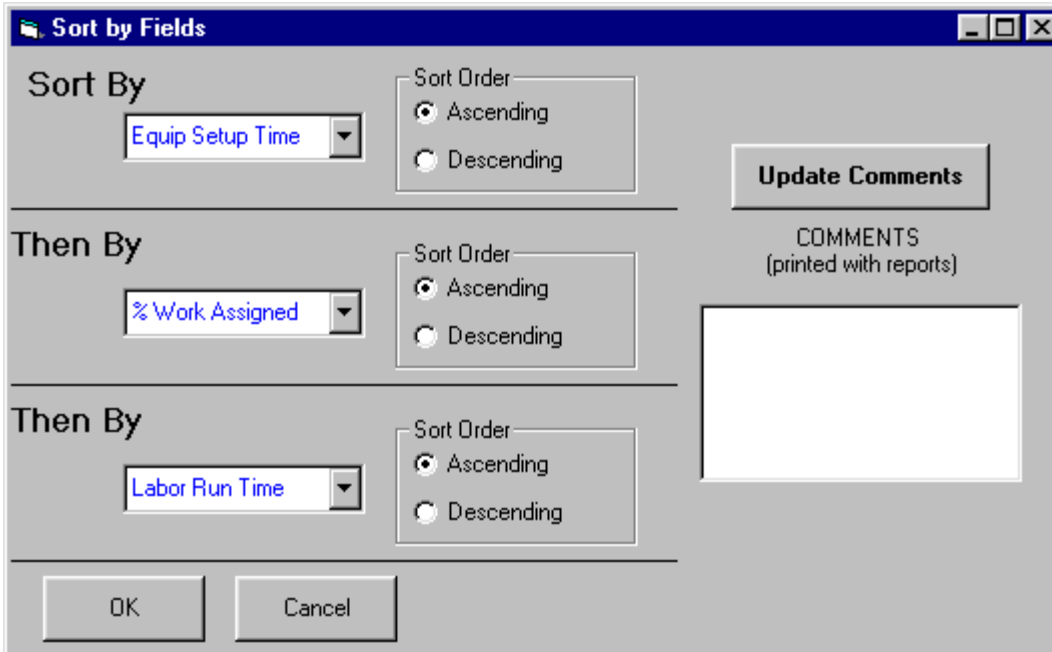 Sort by Fields
Sort By
Equip Setup Time
Sort Order
Ascending
Descending
Then By
% Work Assigned
Sort Order
Ascending
Descending
Then By
Labor Run Time
Sort Order
Ascending
Descending
OK
Cancel
Update Comments
COMMENTS
(printed with reports)